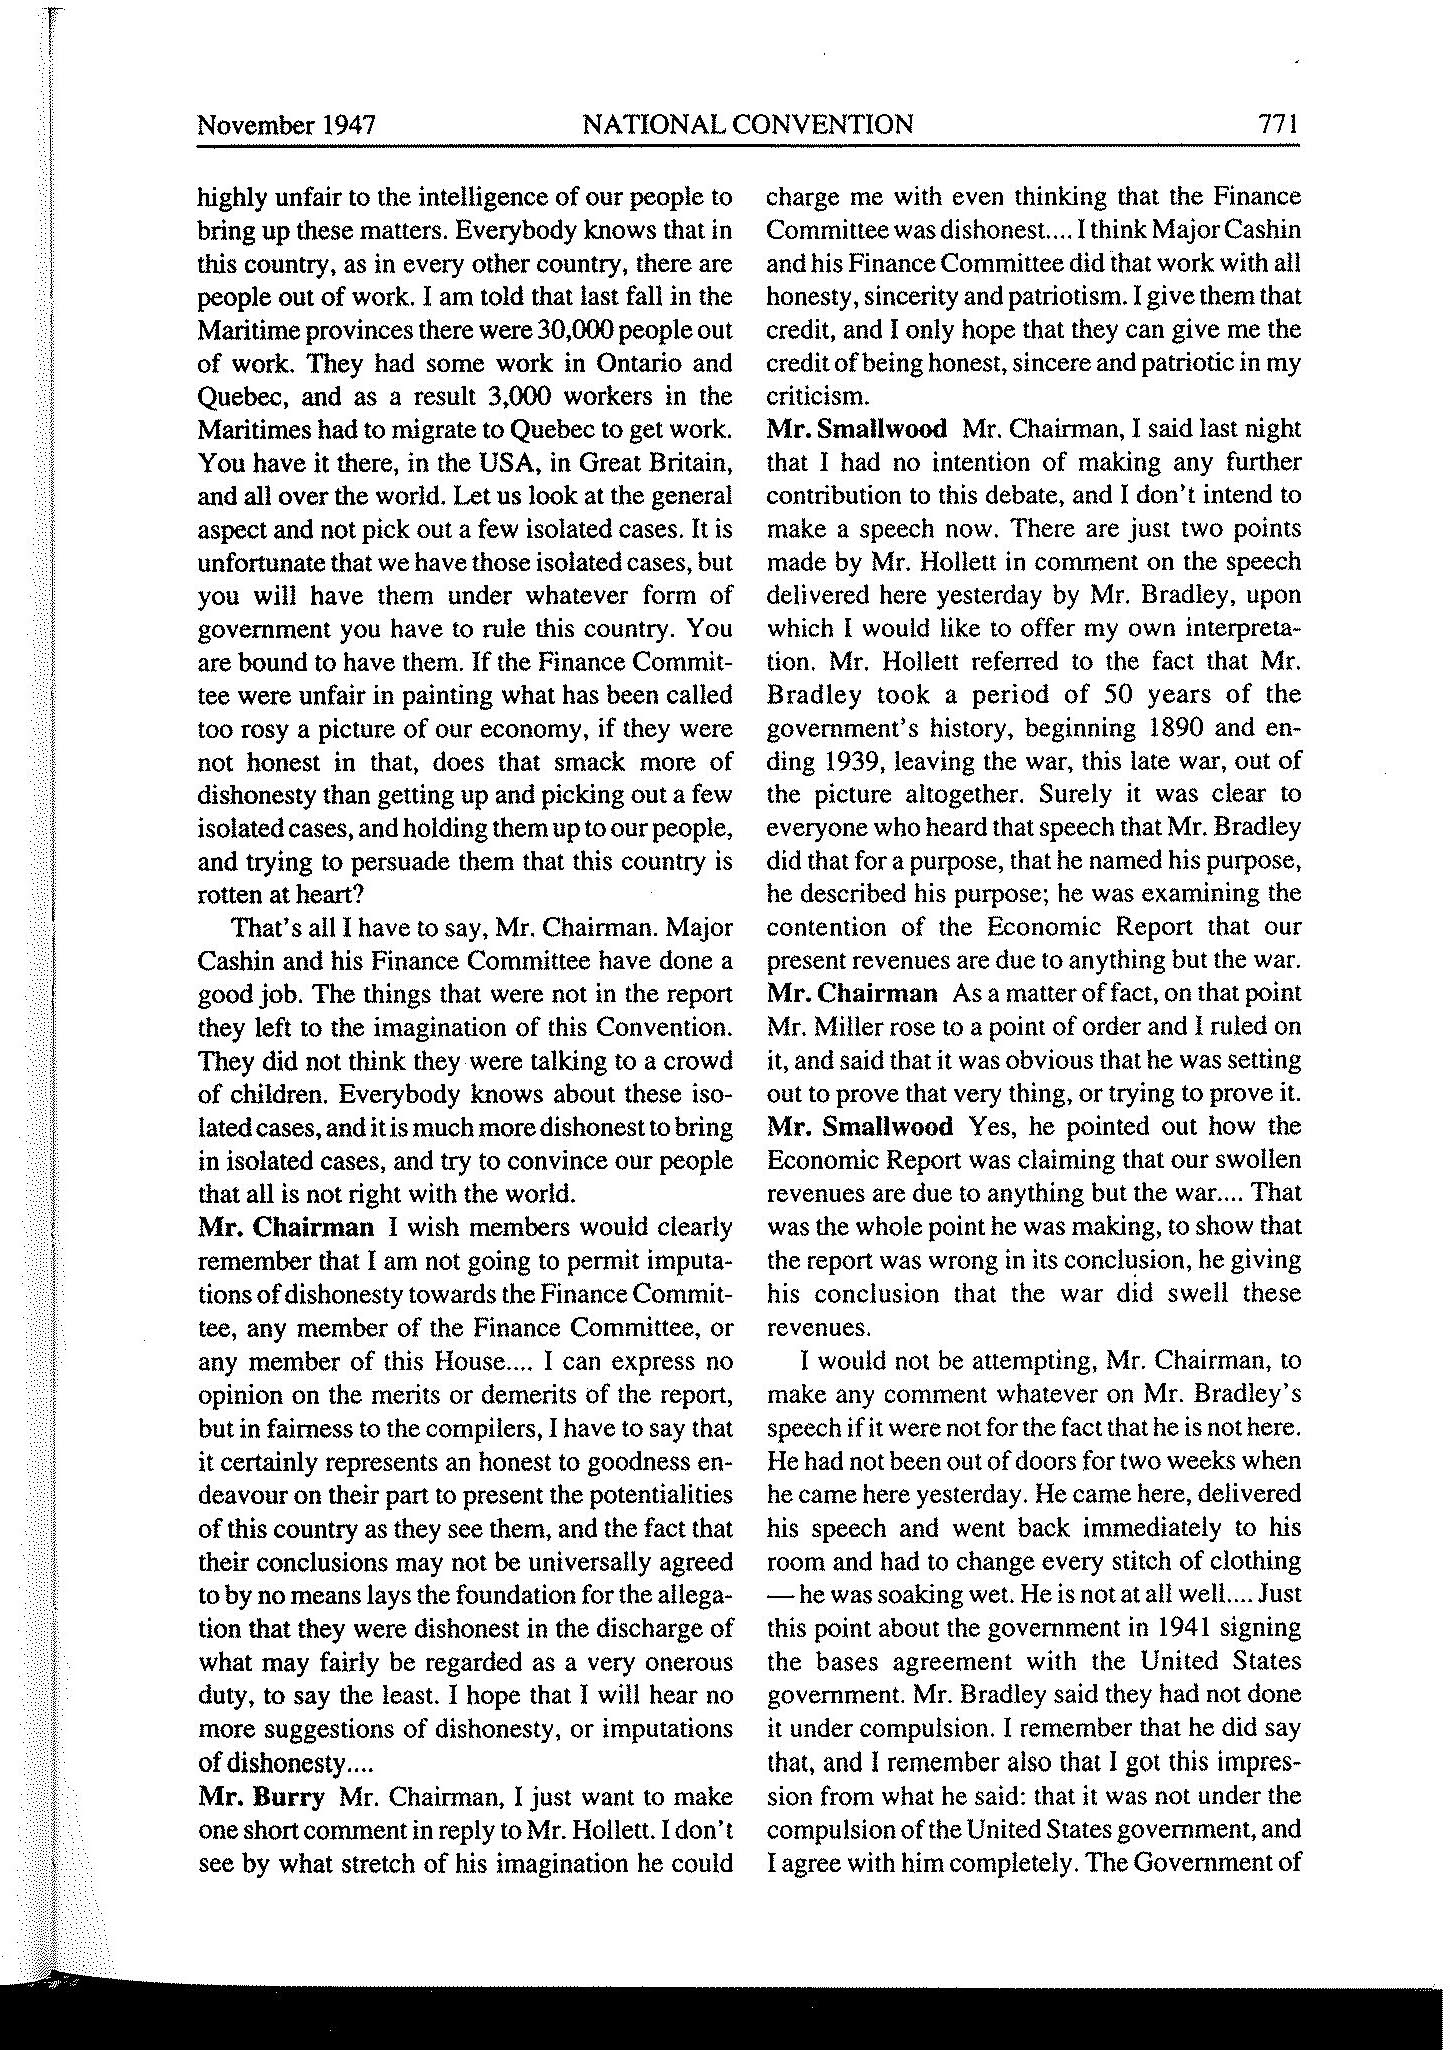 November 1947 NATIONAL CONVENTION 771
highly unfair to the intelligence of our people to
bring up these matters. Everybody knows that in
this country, as in every other country, there are
people out of work. I am told that last fall in the
Maritime provinces there were 30,000 people out
of work. They had some work in Ontario and
Quebec, and as a result 3,000 workers in the
Maritimes had to migrate to Quebec to get work.
You have it there, in the USA, in Great Britain,
and all over the world. Let us look at the general
aspect and not pick out a few isolated cases. It is
unfortunate that we have those isolated cases, but
you will have them under whatever form of
government you have to rule this country. You
are bound to have them. If the Finance Commit-
tee were unfair in painting what has been called
too rosy a picture of our economy, if they were
not honest in that, does that smack more of
dishonesty than getting up and picking out a few
isolated cases, and holding them up to our people,
and trying to persuade them that this country is
rotten at heart?
That's all I have to say, Mr. Chairman. Major
Cashin and his Finance Committee have done a
good job. The things that were not in the report
they left to the imagination of this Convention.
They did not think they were talking to a crowd
of children. Everybody knows about these iso-
lated cases, and it is much more dishonest to bring
in isolated cases, and try to convince our people
that all is not right with the world.
Mr. Chairman I wish members would clearly
remember that I am not going to permit imputa-
tions of dishonesty towards the Finance Commit-
tee, any member of the Finance Committee, or
any member of this House.... I can express no
opinion on the merits or demerits of the report,
but in fairness to the compilers, I have to say that
it certainly represents an honest to goodness en-
deavour on their part to present the potentialities
of this country as they see them, and the fact that
their conclusions may not be universally agreed
to by no means lays the foundation for the allega-
tion that they were dishonest in the discharge of
what may fairly be regarded as a very onerous
duty, to say the least. I hope that I will hear no
more suggestions of dishonesty, or imputations
of dishonesty....
Mr. Burry Mr. Chairman, I just want to make
one short comment in reply to Mr. Hollett. I don't
see by what stretch of his imagination he could
charge me with even thinking that the Finance
Committee was dishonest.... I think Major Cashin
and his Finance Committee did that work with all
honesty, sincerity and patriotism. I give them that
credit, and I only hope that they can give me the
credit of being honest, sincere and patriotic in my
criticism.
Mr. Smallwood Mr. Chairman, I said last night
that I had no intention of making any further
contribution to this debate, and I don't intend to
make a speech now. There are just two points
made by Mr. Hollett in comment on the speech
delivered here yesterday by Mr. Bradley, upon
which I would like to offer my own interpreta-
tion. Mr. Hollett referred to the fact that Mr.
Bradley took a period of 50 years of the
government's history, beginning 1890 and en-
ding 1939, leaving the war, this late war, out of
the picture altogether. Surely it was clear to
everyone who heard that speech that Mr. Bradley
did that for a purpose, that he named his purpose,
he described his purpose; he was examining the
contention of the Economic Report that our
present revenues are due to anything but the war.
Mr. Chairman As a matter of fact, on that point
Mr. Miller rose to a point of order and I ruled on
it, and said that it was obvious that he was setting
out to prove that very thing, or trying to prove it.
Mr. Smallwood Yes, he pointed out how the
Economic Report was claiming that our swollen
revenues are due to anything but the war.... That
was the whole point he was making, to show that
the report was wrong in its conclusion, he giving
his conclusion that the war did swell these
revenues.
I would not be attempting, Mr. Chairman, to
make any comment whatever on Mr. Bradley's
speech if it were not for the fact that he is not here.
He had not been out of doors for two weeks when
he came here yesterday. He came here, delivered
his speech and went back immediately to his
room and had to change every stitch of clothing
— he was soaking wet. He is not at all well.... Just
this point about the government in 1941 signing
the bases agreement with the United States
government. Mr. Bradley said they had not done
it under compulsion. I remember that he did say
that, and I remember also that I got this impres-
sion from what he said: that it was not under the
compulsion of the United States government, and
I agree with him completely. The Government of